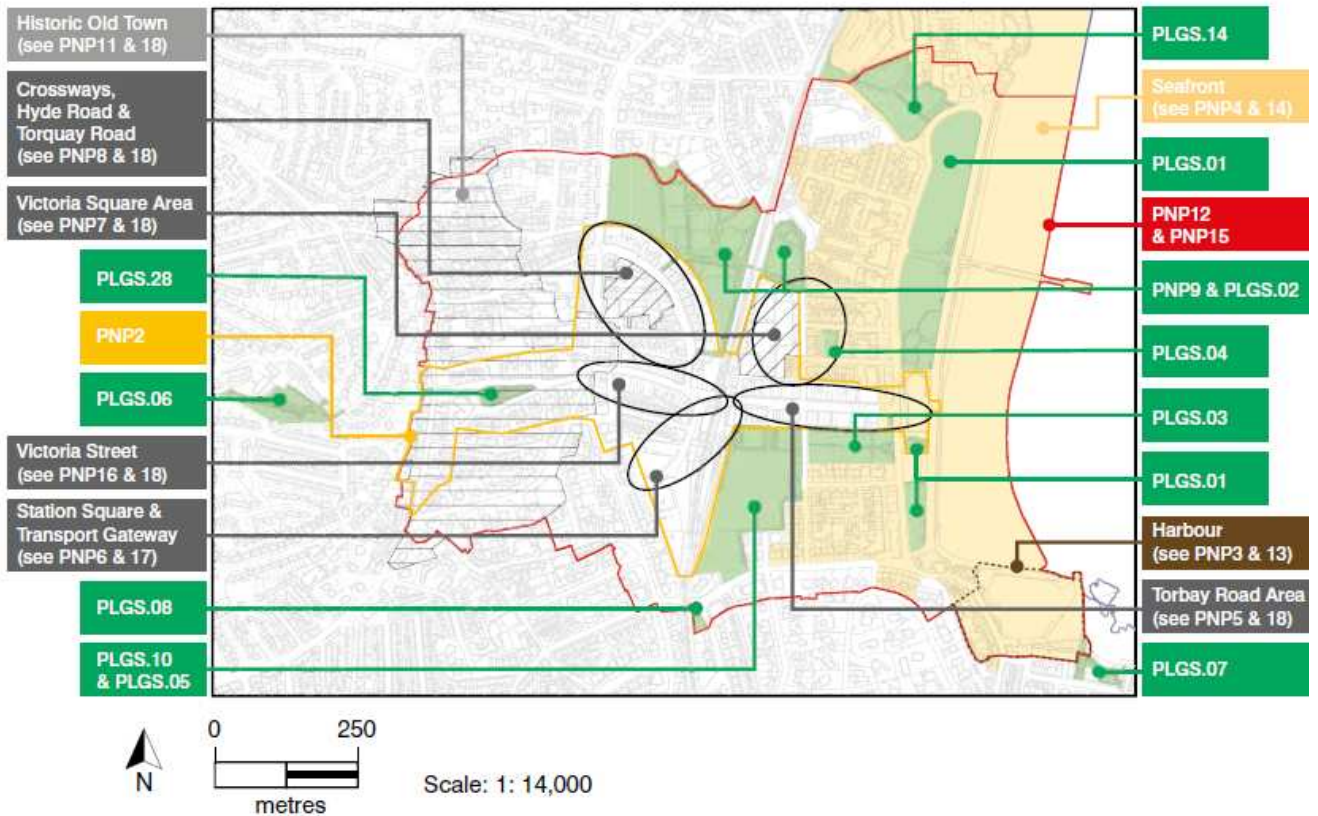 Historic Old Town
(see PNP11 & 18)
Crossways,
Hyde Road &
Torquay Road
(see PNP8 & 18)
Victoria Square Area
(see PNP7 & 18)
PLGS.28
PNP2
PLGS.06
Victoria Street
(see PNP16 & 18)
Station Square &
Transport Gateway
(see PNP6 & 17)
PLGS.08
PLGS.10
& PLGS.05
PLGS.14
Seafront
(see PNP4 & 14)
PLGS.01
PNP12
& PNP15
PNP9 & PLGS.02
PLGS.04
PLGS.03
PLGS.01
Harbour
(see PNP3 & 13)
Torbay Road Area
(see PNP5 & 18)
PLGS.07
N
0 250
metres
Scale: 1: 14,000